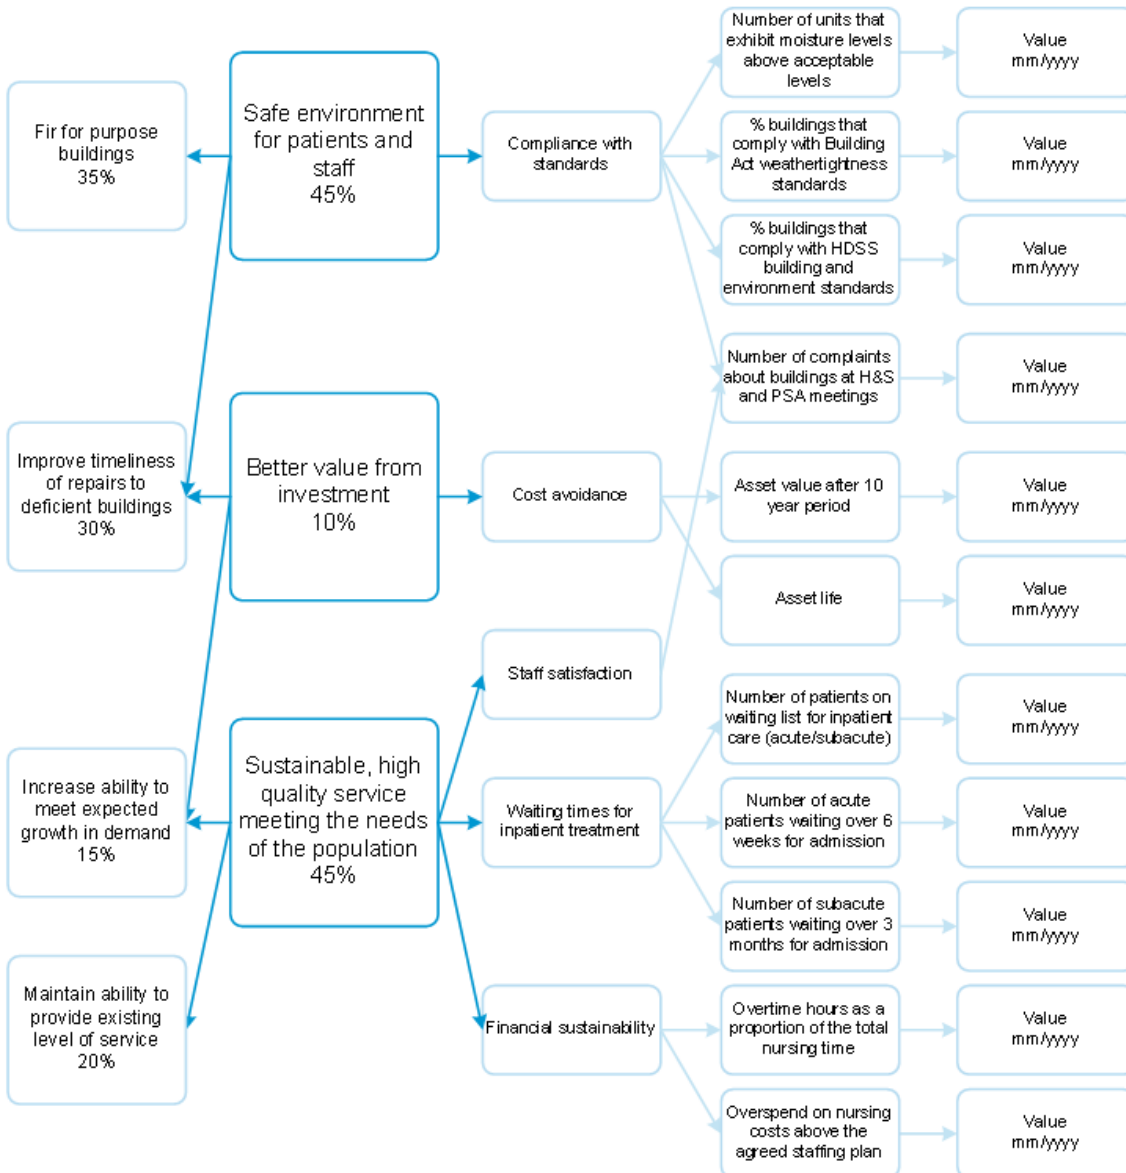 Fir for purpose
buildings
35%
Improve timeliness
of repairs to
deficient buildings
30%
Increase ability to
meet expected
growth in demand
15%
Maintain ability to
provide existing
level of service
20%
Safe environment
for patients and
staff
45%
Better value from
investment
10%
Sustainable, high
quality service
meeting the needs
of the population
45%
Compliance with
standards
Cost avoidance
Staff satisfaction
Waiting times for
inpatient treatment
Financial sustainability
Number of units that
exhibit moisture levels
above acceptable
levels
% buildings that
comply with Building
Act weathertightness
standards
% buildings that
comply with HDSS
building and
environment standards
Number of complaints
about buildings at H&S
and PSA meetings
Asset value after 10
year period
Asset life
Number of patients on
waiting list for inpatient
care (acute/subacute)
Number of acute
patients waiting over 6
weeks for admission
Number of subacute
patients waiting over 3
months for admission
Overtime hours as a
proportion of the total
nursing time
Overspend on nursing
costs above the
agreed staffing plan
Value
mm/yyyy
Value
mm/yyyy
Value
mm/yyyy
Value
mm/yyyy
Value
mm/yyyy
Value
mm/yyyy
Value
mm/yyyy
Value
mm/yyyy
Value
mm/yyyy
Value
mm/yyyy
Value
mm/yyyy